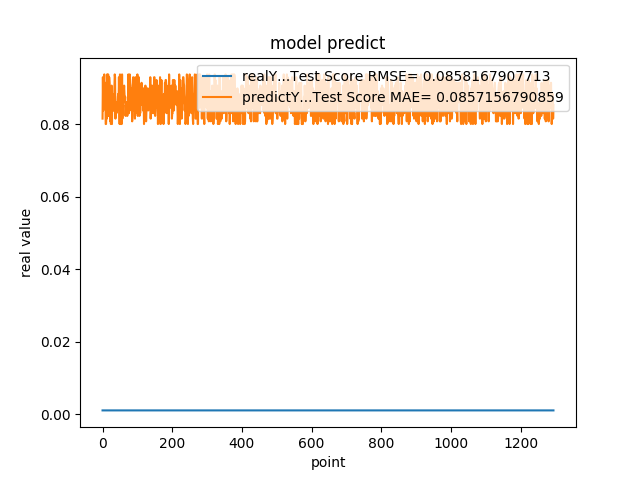 model predict
realY...Test Score RMSE= 0.0858167907713
predictY...Test Score MAE= 0.0857156790859
0.08
0.06
0.04
0.02
0.00
real value
0 200 400 600 800 1000 1200
point